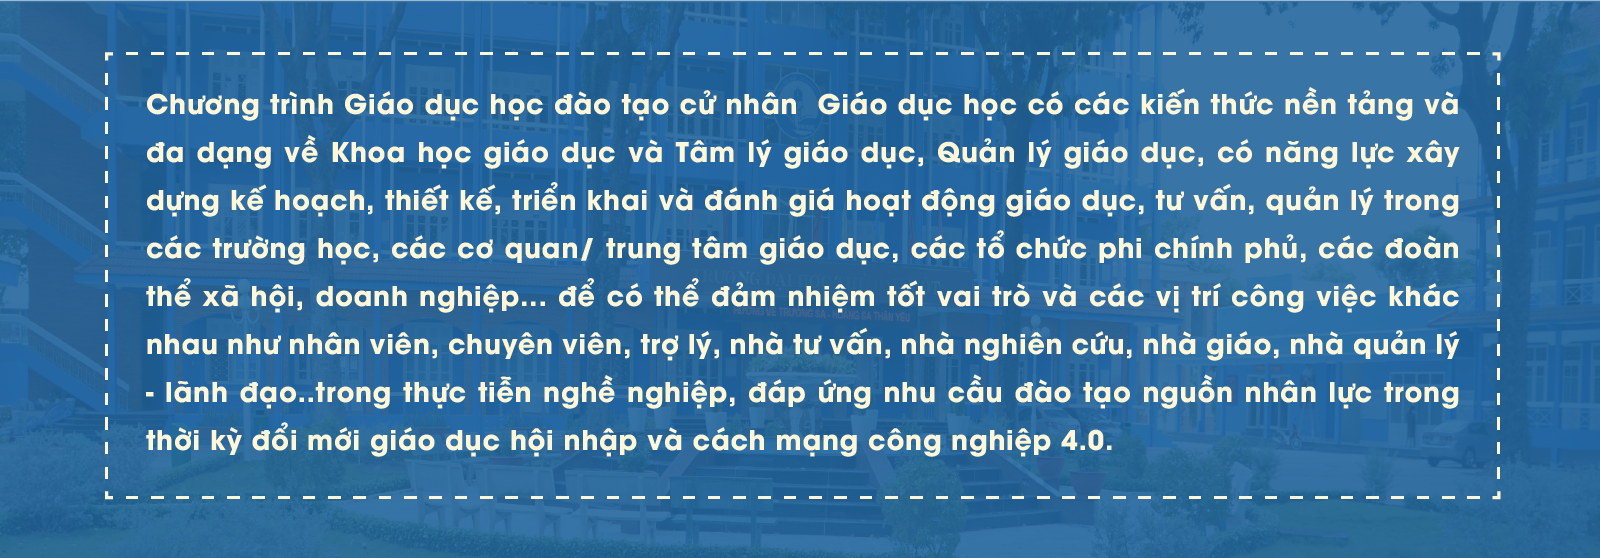 Chương trình Giáo dục học đào tạo cử nhân  Giáo dục học có các kiến thức nền tảng và
đa dạng về Khoa học giáo dục và Tâm lý giáo dục, Quản lý giáo dục, có năng lực xây
dựng kế hoạch, thiết kế, triển khai và đánh giá hoạt động giáo dục, tư vấn, quản lý trong
các trường học, các cơ quan/ trung tâm giáo dục, các tổ chức phi chính phủ, các đoàn
thể xã hội, doanh nghiệp... để có thể đảm nhiệm tốt vai trò và các vị trí công việc khác
nhau như nhân viên, chuyên viên, trợ lý, nhà tư vấn, nhà nghiên cứu, nhà giáo, nhà quản lý
- lãnh đạo..trong thực tiễn nghề nghiệp, đáp ứng nhu cầu đào tạo nguồn nhân lực trong
thời kỳ đổi mới giáo dục hội nhập và cách mạng công nghiệp 4.0.